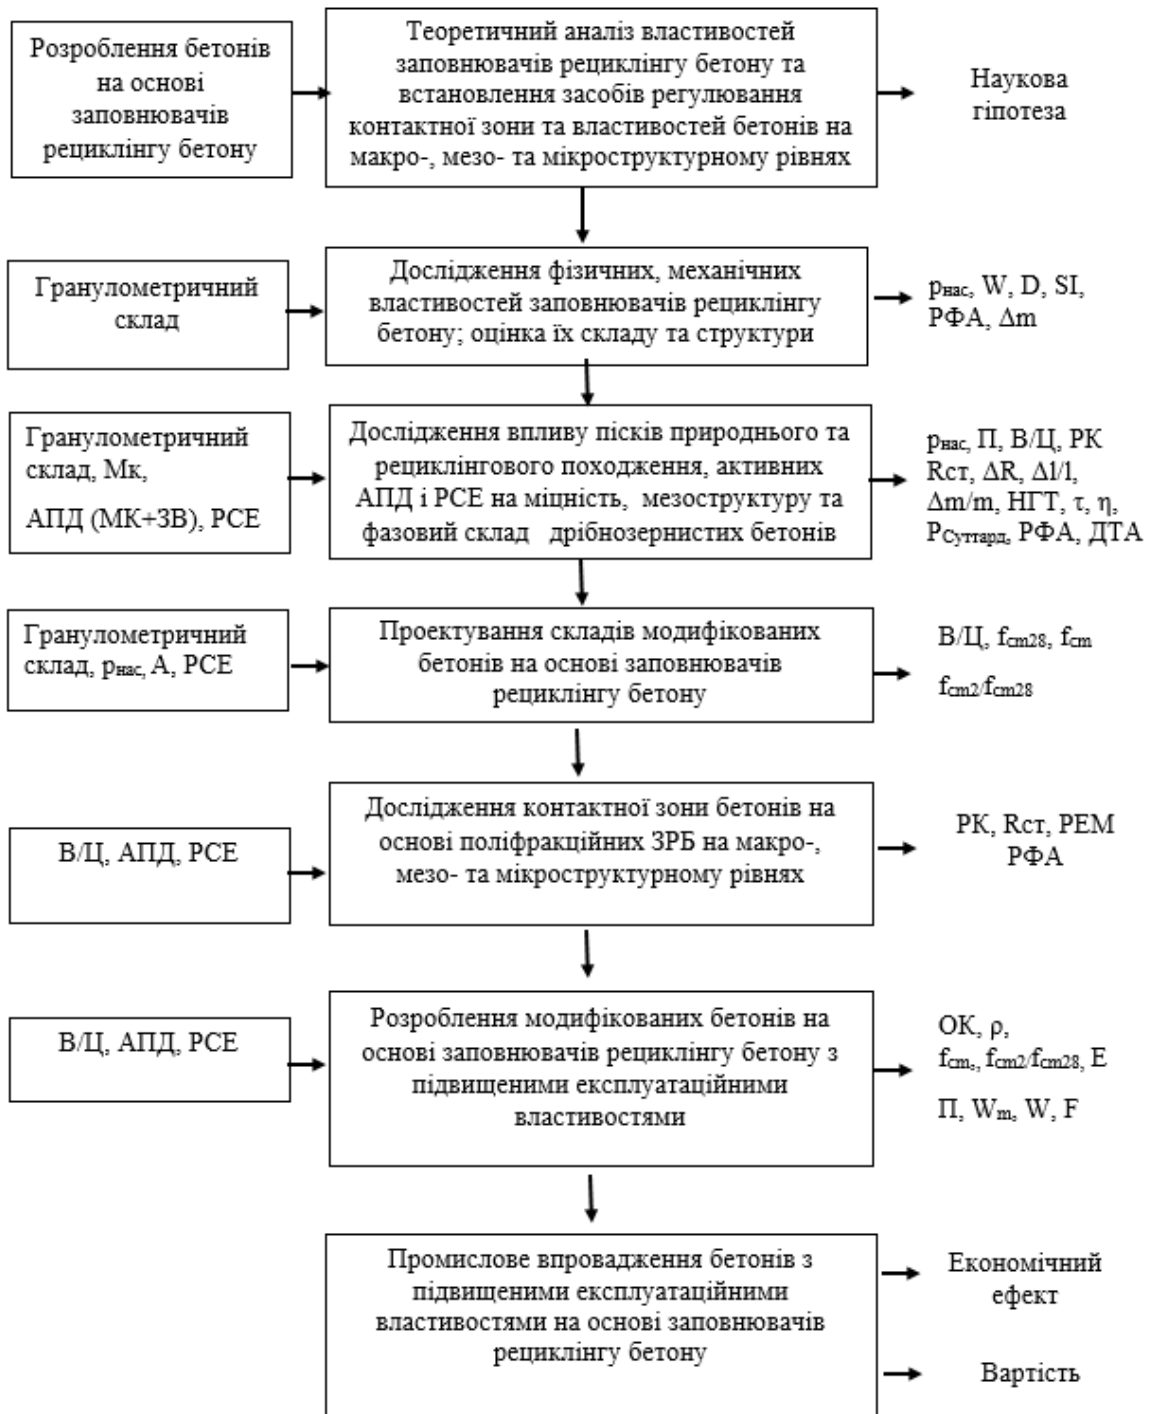 Розроблення бетонів
на основі
заповнювачів
рециклінгу бетону
Теоретичний аналіз властивостей
заповнювачів рециклінгу бетону та
встановлення засобів регулювання
контактної зони та властивостей бетонів на
макро-, мезо- та мікроструктурному рівнях
Наукова
гіпотеза
Гранулометричний
склад
Дослідження фізичних, механічних
властивостей заповнювачів рециклінгу
бетону; оцінка їх складу та структури
рнас, W, D, SI,
РФА, Δm
Гранулометричний
склад, Мк,
АПД (МК+ЗВ), РСЕ
Дослідження впливу пісків природнього та
рециклінгового походження, активних
АПД і РСЕ на міцність, мезоструктуру та
фазовий склад дрібнозернистих бетонів
рнас, П, В/Ц, РК
Rст, ΔR, Δl/l,
Δm/m, НГТ, τ, η,
РСуттард, РФА, ДТА
Гранулометричний
склад, рнас, А, РСЕ
Проектування складів модифікованих
бетонів на основі заповнювачів
рециклінгу бетону
В/Ц, fcm28, fcm
fcm2/fcm28
В/Ц, АПД, РСЕ
Дослідження контактної зони бетонів на
основі поліфракційних ЗРБ на макро-,
мезо- та мікроструктурному рівнях
РК, Rст, РЕМ
РФА
В/Ц, АПД, РСЕ
Розроблення модифікованих бетонів на
основі заповнювачів рециклінгу бетону з
підвищеними експлуатаційними
властивостями
ОК, ρ,
fcm,, fcm2/fcm28, Е
П, Wm, W, F
Промислове впровадження бетонів з
підвищеними експлуатаційними
властивостями на основі заповнювачів
рециклінгу бетону
Економічний
ефект
Вартість